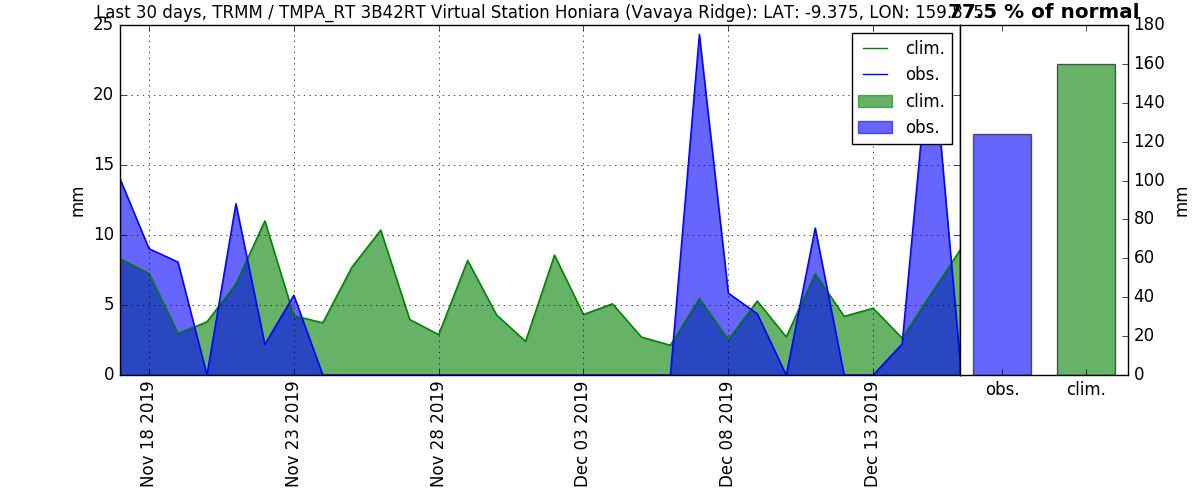 Last 30 days, TRMM / TMPA_RT 3B42RT Virtual Station Honiara (Vavaya Ridge): LAT: -9.375, LON:
77.5 % of normal
25
20
15
10
5
0
mm
clim.
obs.
clim.
obs.
180
160
140
120
100
80
60
40
20
0
mm
obs. clim.
Nov 18 2019
Nov 23 2019
Nov 28 2019
Dec 03 2019
Dec 08 2019
Dec 13 2019